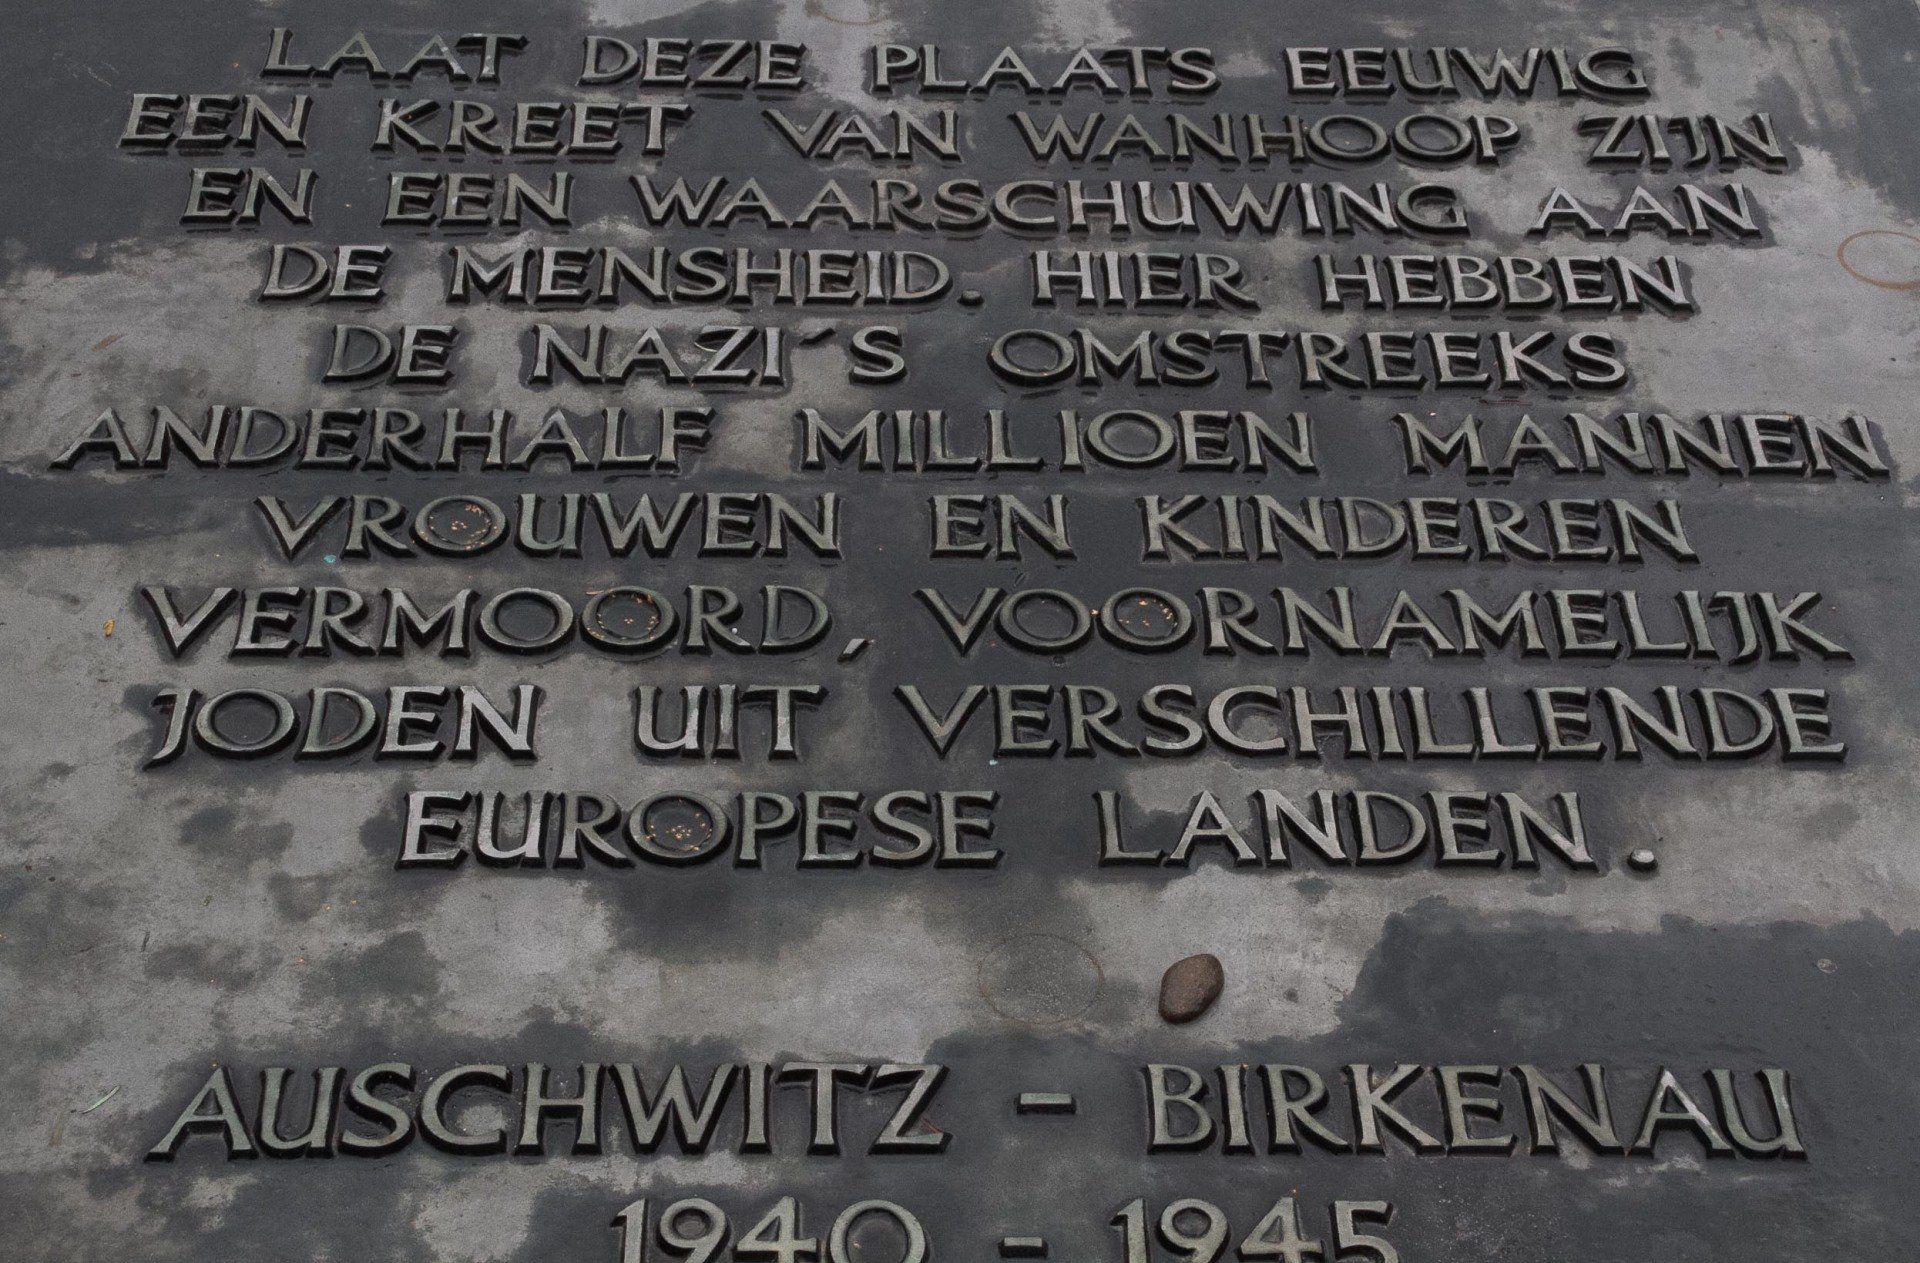 LAAT DEZE PLAATS EEUWIG
EEN KREET VAN WANHOOP ZIJN
EN EEN WAARSCHUWING AAN
DE MENSHEID. HIER HEBBEN
DE NAZI´S OMSTREEKS
ANDERHALF MILLIOEN MANNEN
VROUWEN EN KINDEREN
VERMOORD, VOORNAMELIJK
JODEN UIT VERSCHILLENDE
EUROPESE LANDEN.
AUSCHWITZ - BIRKENAU
1940 - 1945